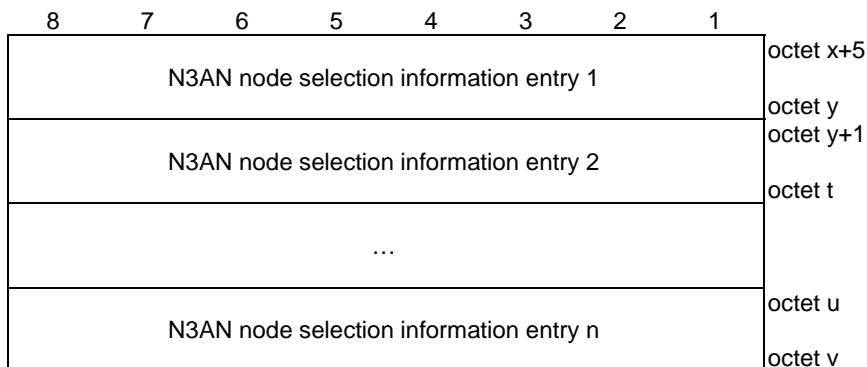 8 7 6 5 4 3 2 1
octet x+5
N3AN node selection information entry 1
octet y
octet y+1
N3AN node selection information entry 2
octet t
…
octet u
N3AN node selection information entry n
octet v